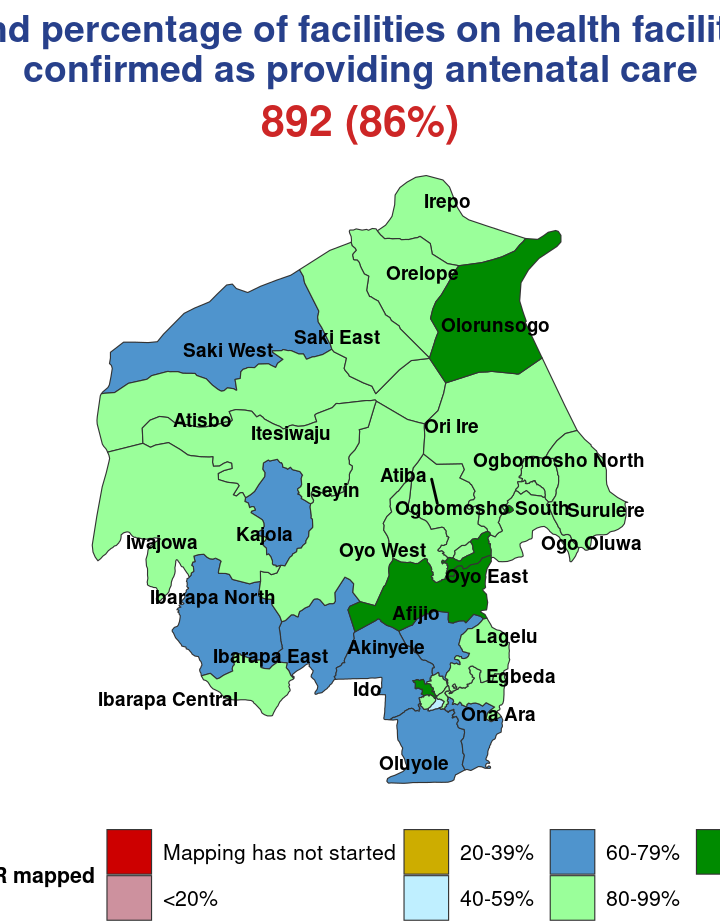 nd percentage of facilities on health facilit
confirmed as providing antenatal care
892 (86%)
Irepo
Orelope
Olorunsogo
Saki East
Saki West
Atisbo
Ori Ire
Itesiwaju
Ogbomosho North
Atiba
Iseyin
Ogbomosho South
Surulere
Kajola
Iwajowa
Ogo Oluwa
Oyo West
Oyo East
Ibarapa North
Afijio
Lagelu
Akinyele
Ibarapa East
Egbeda
Ido
Ibarapa Central
Ona Ara
Oluyole
R mapped
Mapping has not started
<20%
20-39%
40-59%
60-79%
80-99%